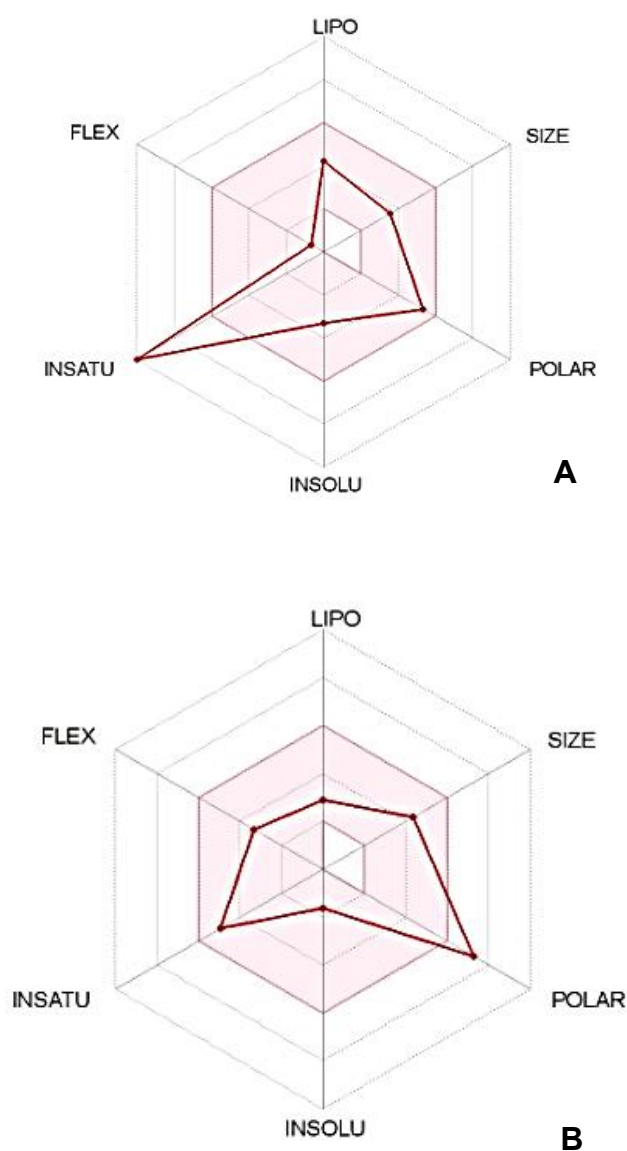 LIPO
FLEX
SIZE
INSATU
POLAR
INSOLU
A
LIPO
FLEX
SIZE
INSATU
POLAR
INSOLU
B